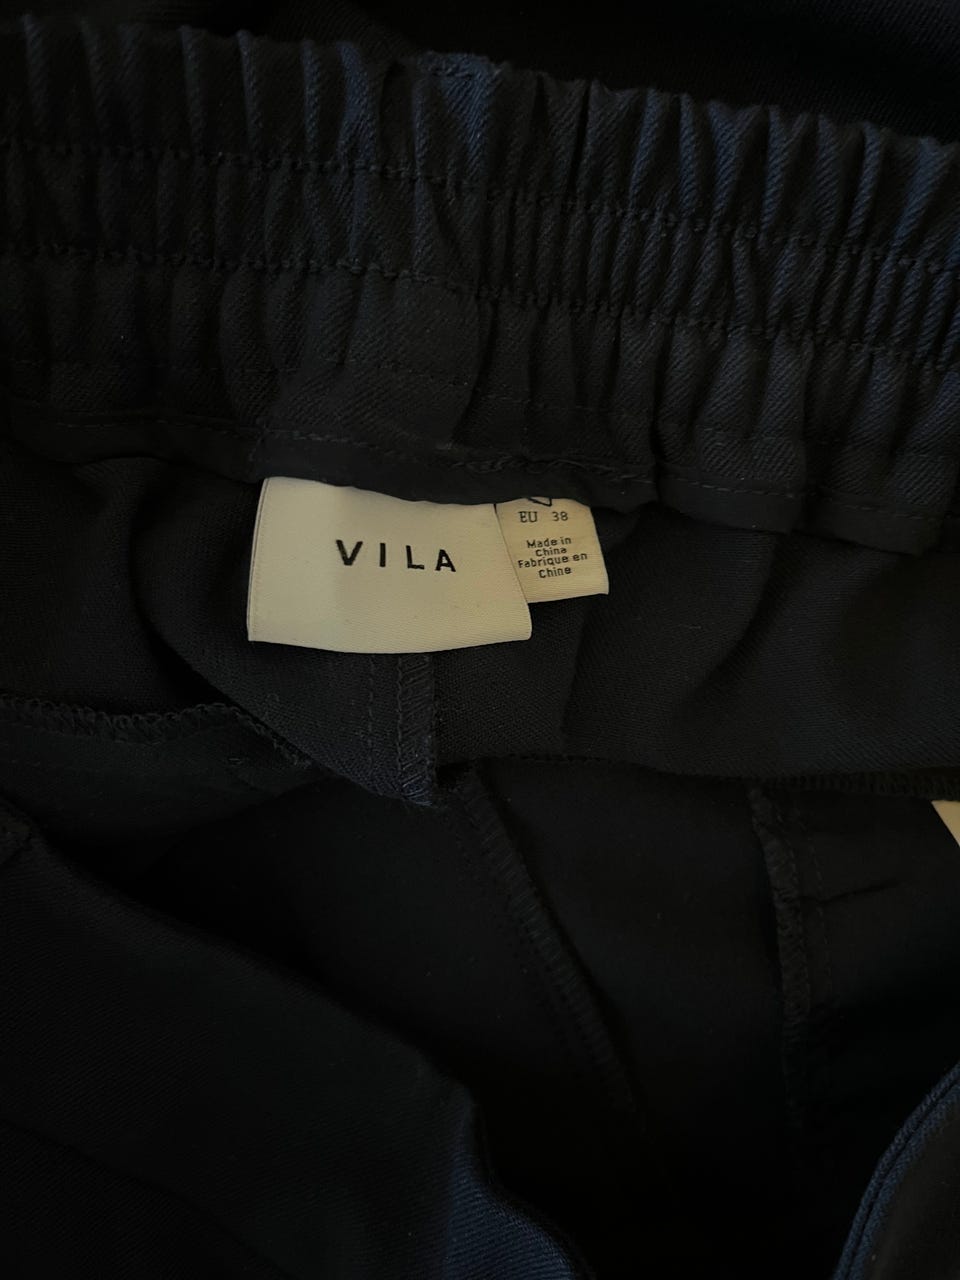 VILA
EU 38
Made in
China
Fabrique en
Chine